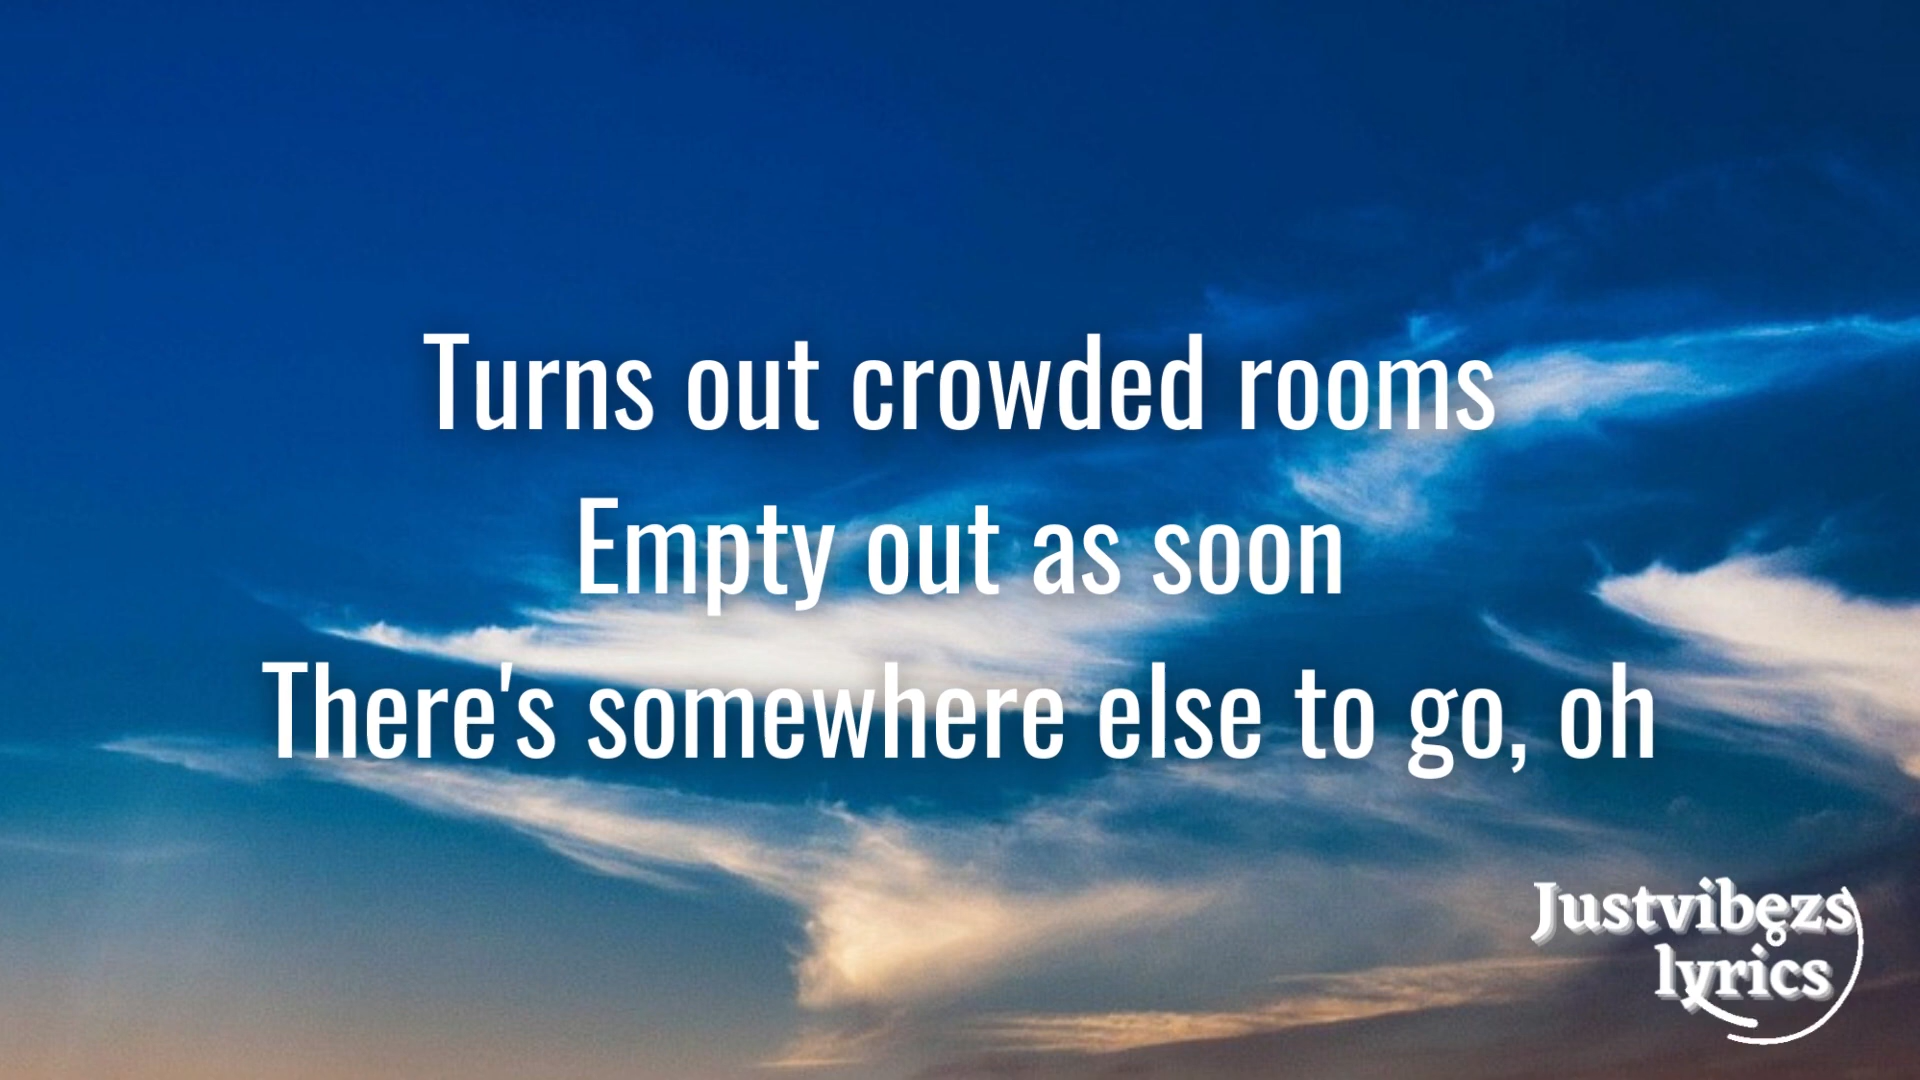 Turns out crowded rooms
Empty out as soon
There's somewhere else to go, oh
Justvibezs
lyrics